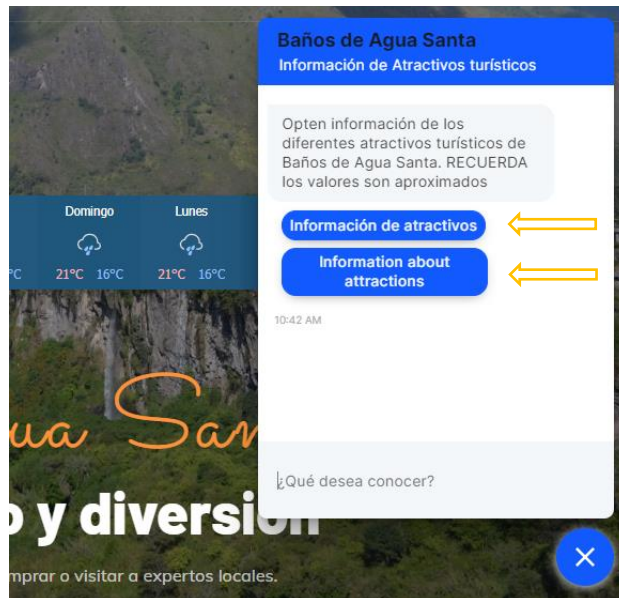 Baños de Agua Santa
Información de Atractivos turísticos
Opten información de los
diferentes atractivos turísticos de
Baños de Agua Santa. RECUERDA
los valores son aproximados
Información de atractivos
Information about
attractions
10:42 AM
¿Qué desea conocer?
Domingo Lunes
°C 21°C 16°C 21°C 16°C
ua San
o y diversión
mprar o visitar a expertos locales.